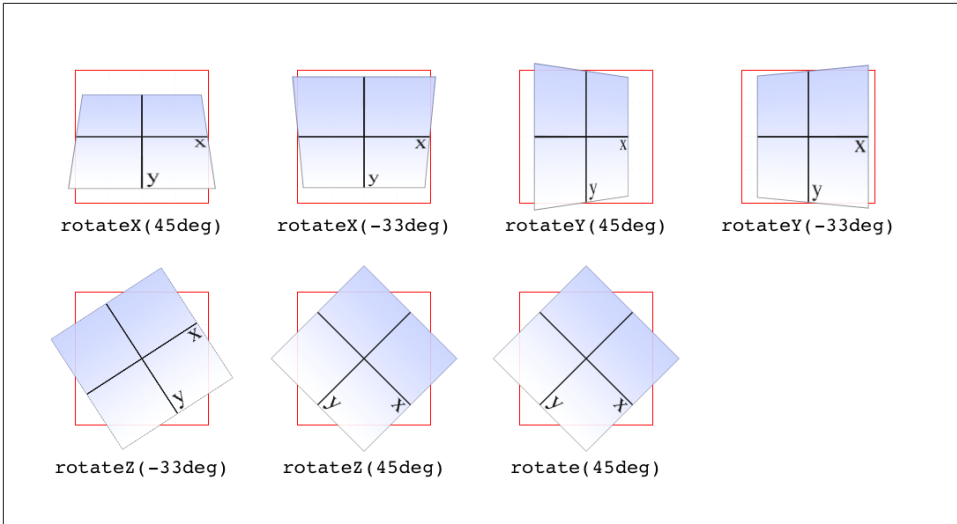 x
y
rotateX(45deg)
x
y
rotateX(-33deg)
x
y
rotateY(45deg)
x
y
rotateY(-33deg)
x
y
rotateZ(-33deg)
y
x
rotateZ(45deg)
y
x
rotate(45deg)